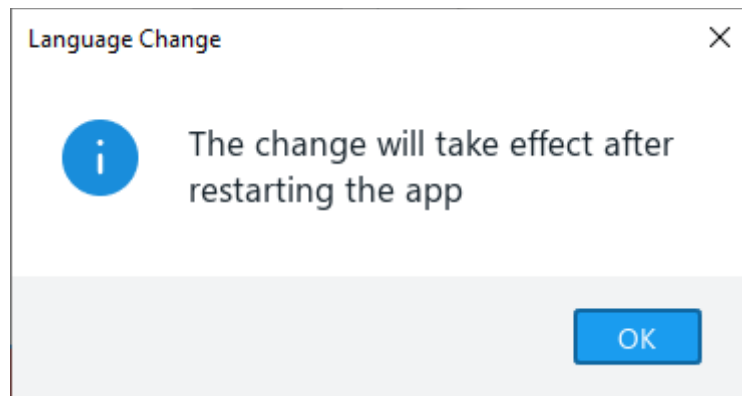 Language Change
The change will take effect after
restarting the app
OK